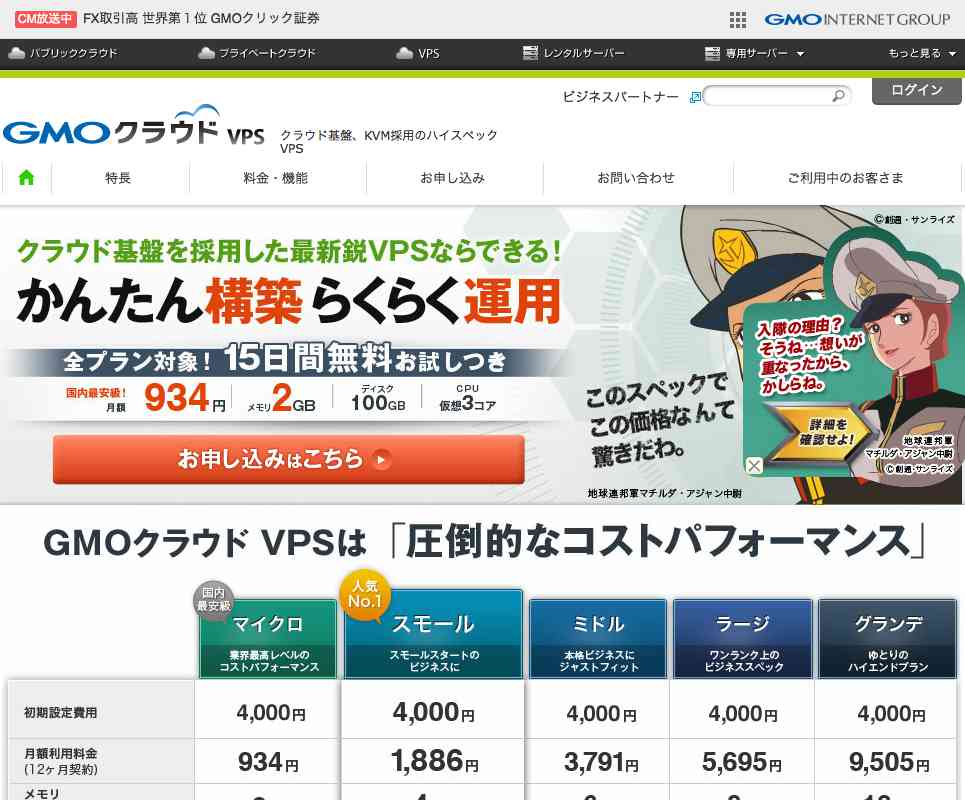 CM放送中 FX取引高 世界第１位 GMOクリック証券
GMO INTERNET GROUP
パブリッククラウド プライベートクラウド VPS レンタルサーバー 専用サーバー もっと見る
ビジネスパートナー ログイン
GMOクラウド VPS
クラウド基盤、KVM採用のハイスペック
VPS
特長 料金・機能 お申し込み お問い合わせ ご利用中のお客さま
©創通・サンライズ
クラウド基盤を採用した最新鋭VPSならできる！
かんたん構築 らくらく運用
全プラン対象！ 15日間無料お試しつき
国内最安級！
月額 934円 メモリ2GB ディスク 100GB CPU 仮想3コア
お申し込みはこちら
このスペックで
この価格なんて
驚きだわ。
地球連邦軍マチルダ・アジャン中尉
入隊の理由？
そうね…想いが
重なったから、
かしらね。
詳細を
確認せよ！
地球連邦軍
マチルダ・アジャン中尉
©創通・サンライズ
GMOクラウド VPSは「圧倒的なコストパフォーマンス」
国内
最安級
人気
No.1
マイクロ スモール ミドル ラージ グランデ
業界最高レベルの
コストパフォーマンス
スモールスタートの
ビジネスに
本格ビジネスに
ジャストフィット
ワンランク上の
ビジネススペック
ゆとりの
ハイエンドプラン
初期設定費用 4,000円 4,000円 4,000円 4,000円 4,000円
月額利用料金
(12ヶ月契約) 934円 1,886円 3,791円 5,695円 9,505円
メモリ